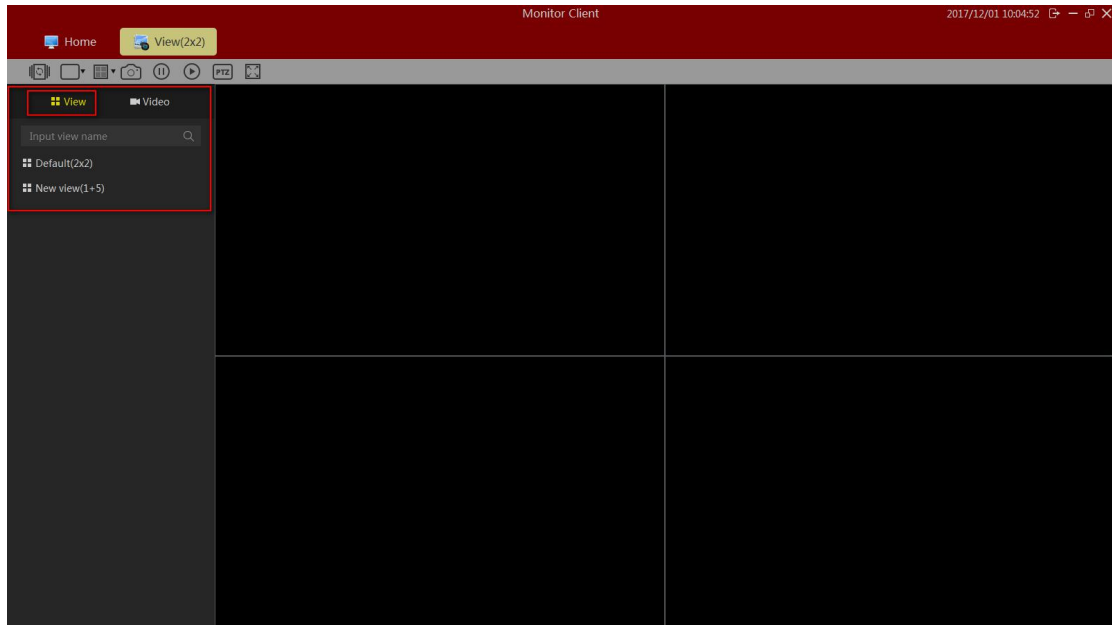 Monitor Client
2017/12/01 10:04:52
Home
View(2x2)
PTZ
View
Video
Input view name
Default(2x2)
New view(1+5)